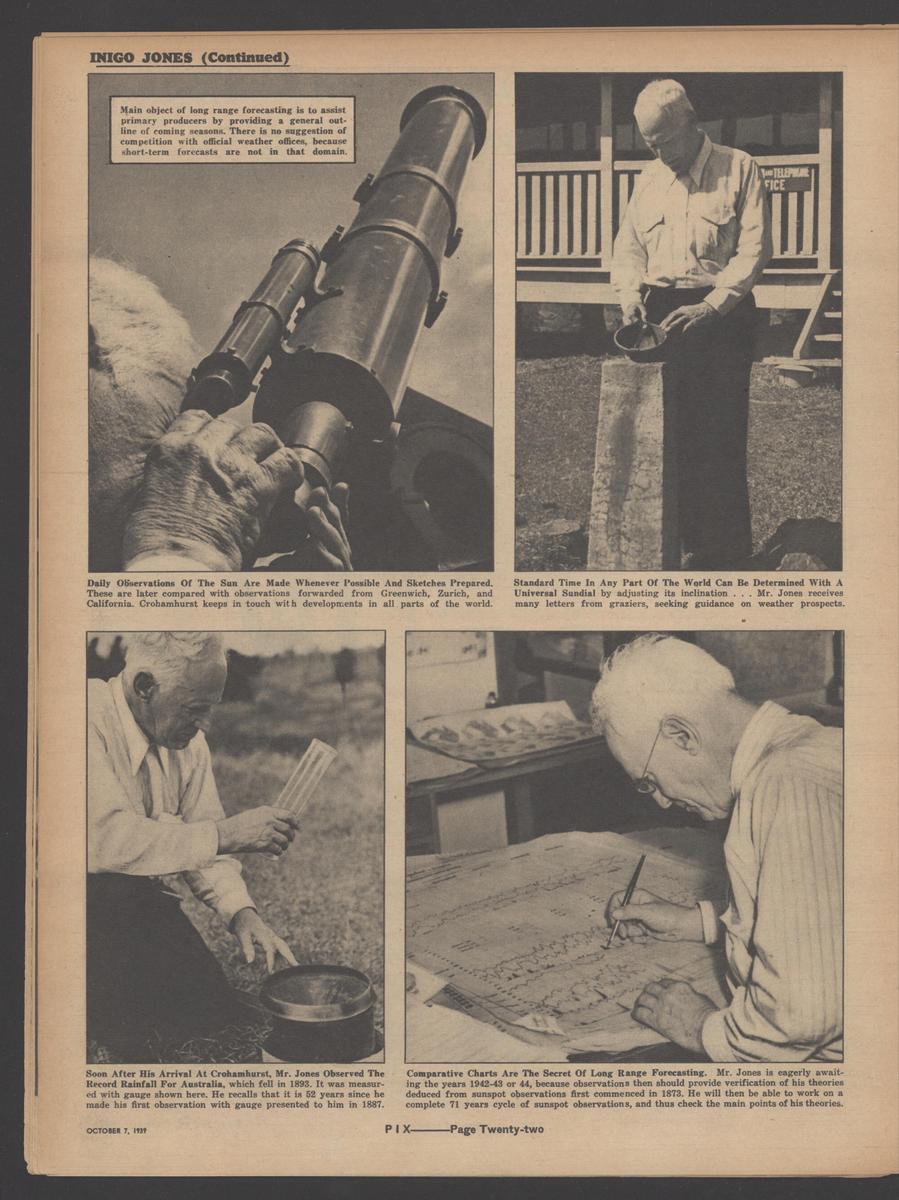 INIGO JONES (Continued)
Main object of long range forecasting is to assist
primary producers by providing a general out-
line of coming seasons. There is no suggestion of
competition with official weather offices, because
short-term forecasts are not in that domain.
AND TELEPHONE
FICE
Daily Observations Of The Sun Are Made Whenever Possible And Sketches Prepared.
These are later compared with observations forwarded from Greenwich, Zurich, and
California. Crohamhurst keeps in touch with developments in all parts of the world.
Standard Time In Any Part Of The World Can Be Determined With A
Universal Sundial by adjusting its inclination . . . Mr. Jones receives
many letters from graziers, seeking guidance on weather prospects.
Soon After His Arrival At Crohamhurst, Mr. Jones Observed The
Record Rainfall For Australia, which fell in 1893. It was measur-
ed with gauge shown here. He recalls that it is 52 years since he
made his first observation with gauge presented to him in 1887.
Comparative Charts Are The Secret Of Long Range Forecasting. Mr. Jones is eagerly await-
ing the years 1942-43 or 44, because observations then should provide verification of his theories
deduced from sunspot observations first commenced in 1873. He will then be able to work on a
complete 71 years cycle of sunspot observations, and thus check the main points of his theories.
OCTOBER 7, 1939
PIX——Page Twenty-two